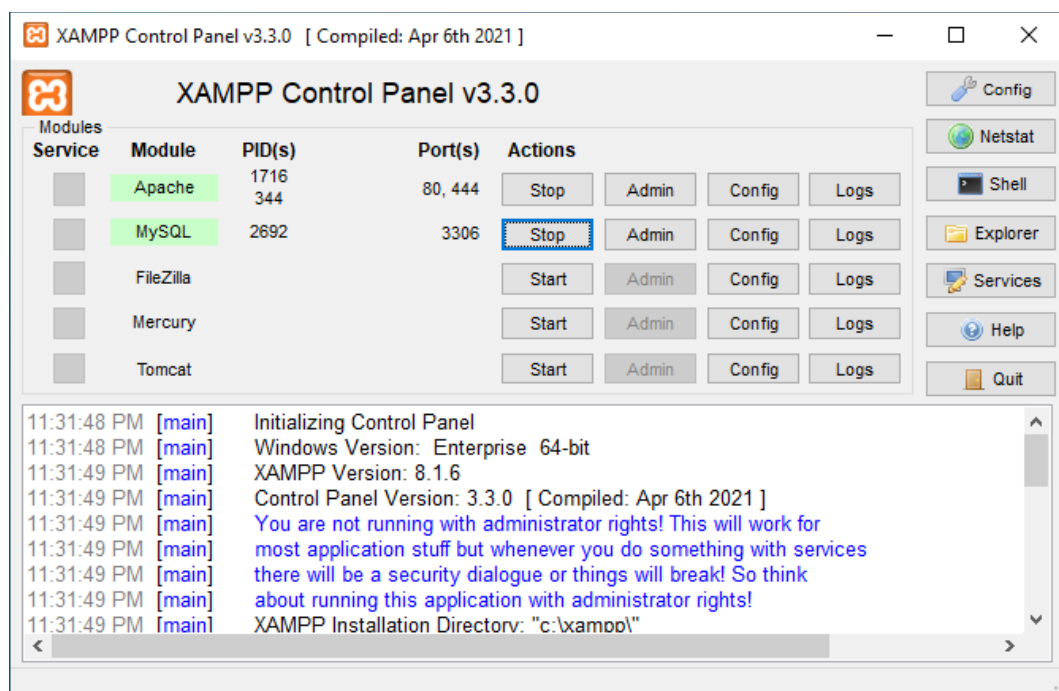 XAMPP Control Panel v3.3.0 [ Compiled: Apr 6th 2021 ]
XAMPP Control Panel v3.3.0
Config
Modules
Netstat
Service Module PID(s) Port(s) Actions
Apache 1716 344 80, 444 Stop Admin Config Logs
Shell
MySQL 2692 3306 Stop Admin Config Logs
Explorer
FileZilla Start Admin Config Logs
Services
Mercury Start Admin Config Logs
Help
Tomcat Start Admin Config Logs
Quit
11:31:48 PM [main] Initializing Control Panel
11:31:48 PM [main] Windows Version: Enterprise 64-bit
11:31:49 PM [main] XAMPP Version: 8.1.6
11:31:49 PM [main] Control Panel Version: 3.3.0 [ Compiled: Apr 6th 2021 ]
11:31:49 PM [main] You are not running with administrator rights! This will work for
11:31:49 PM [main] most application stuff but whenever you do something with services
11:31:49 PM [main] there will be a security dialogue or things will break! So think
11:31:49 PM [main] about running this application with administrator rights!
11:31:49 PM [main] XAMPP Installation Directory: "c:\xampp\"